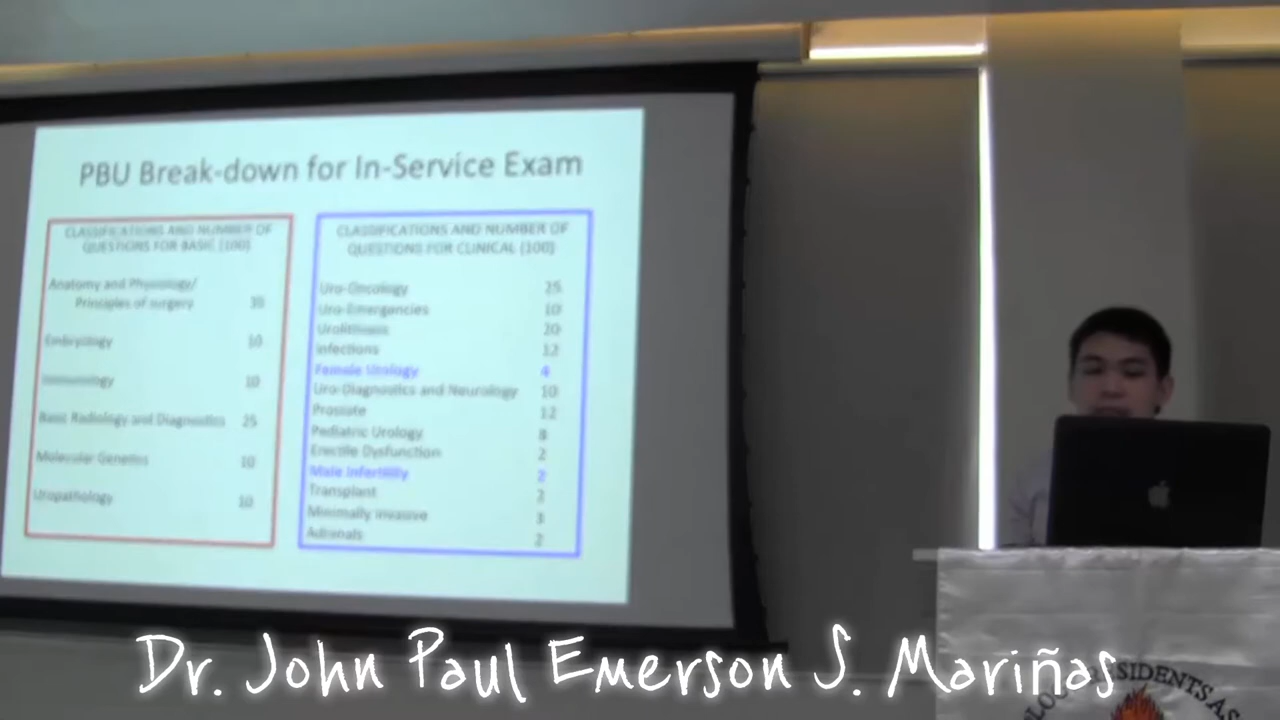 PBU Break-down for In-Service Exam
CLASSIFICATIONS AND NUMBER OF
QUESTIONS FOR BASIC (100)
Anatomy and Physiology/
Principles of surgery
Embryology 10
Immunology 10
Basic Radiology and Diagnostics 25
Molecular Genetics 10
Uropathology 10
CLASSIFICATIONS AND NUMBER OF
QUESTIONS FOR CLINICAL (100)
Uro-Oncology 25
Uro-Emergencies 10
Urolithiasis 20
Infections 12
Female Urology 4
Uro-Diagnostics and Neurology 10
Prostate 12
Pediatric Urology 8
Erectile Dysfunction 2
Male Infertility 2
Transplant 2
Minimally invasive 3
Adrenals 2
Dr. John Paul Emerson S. Mariñas